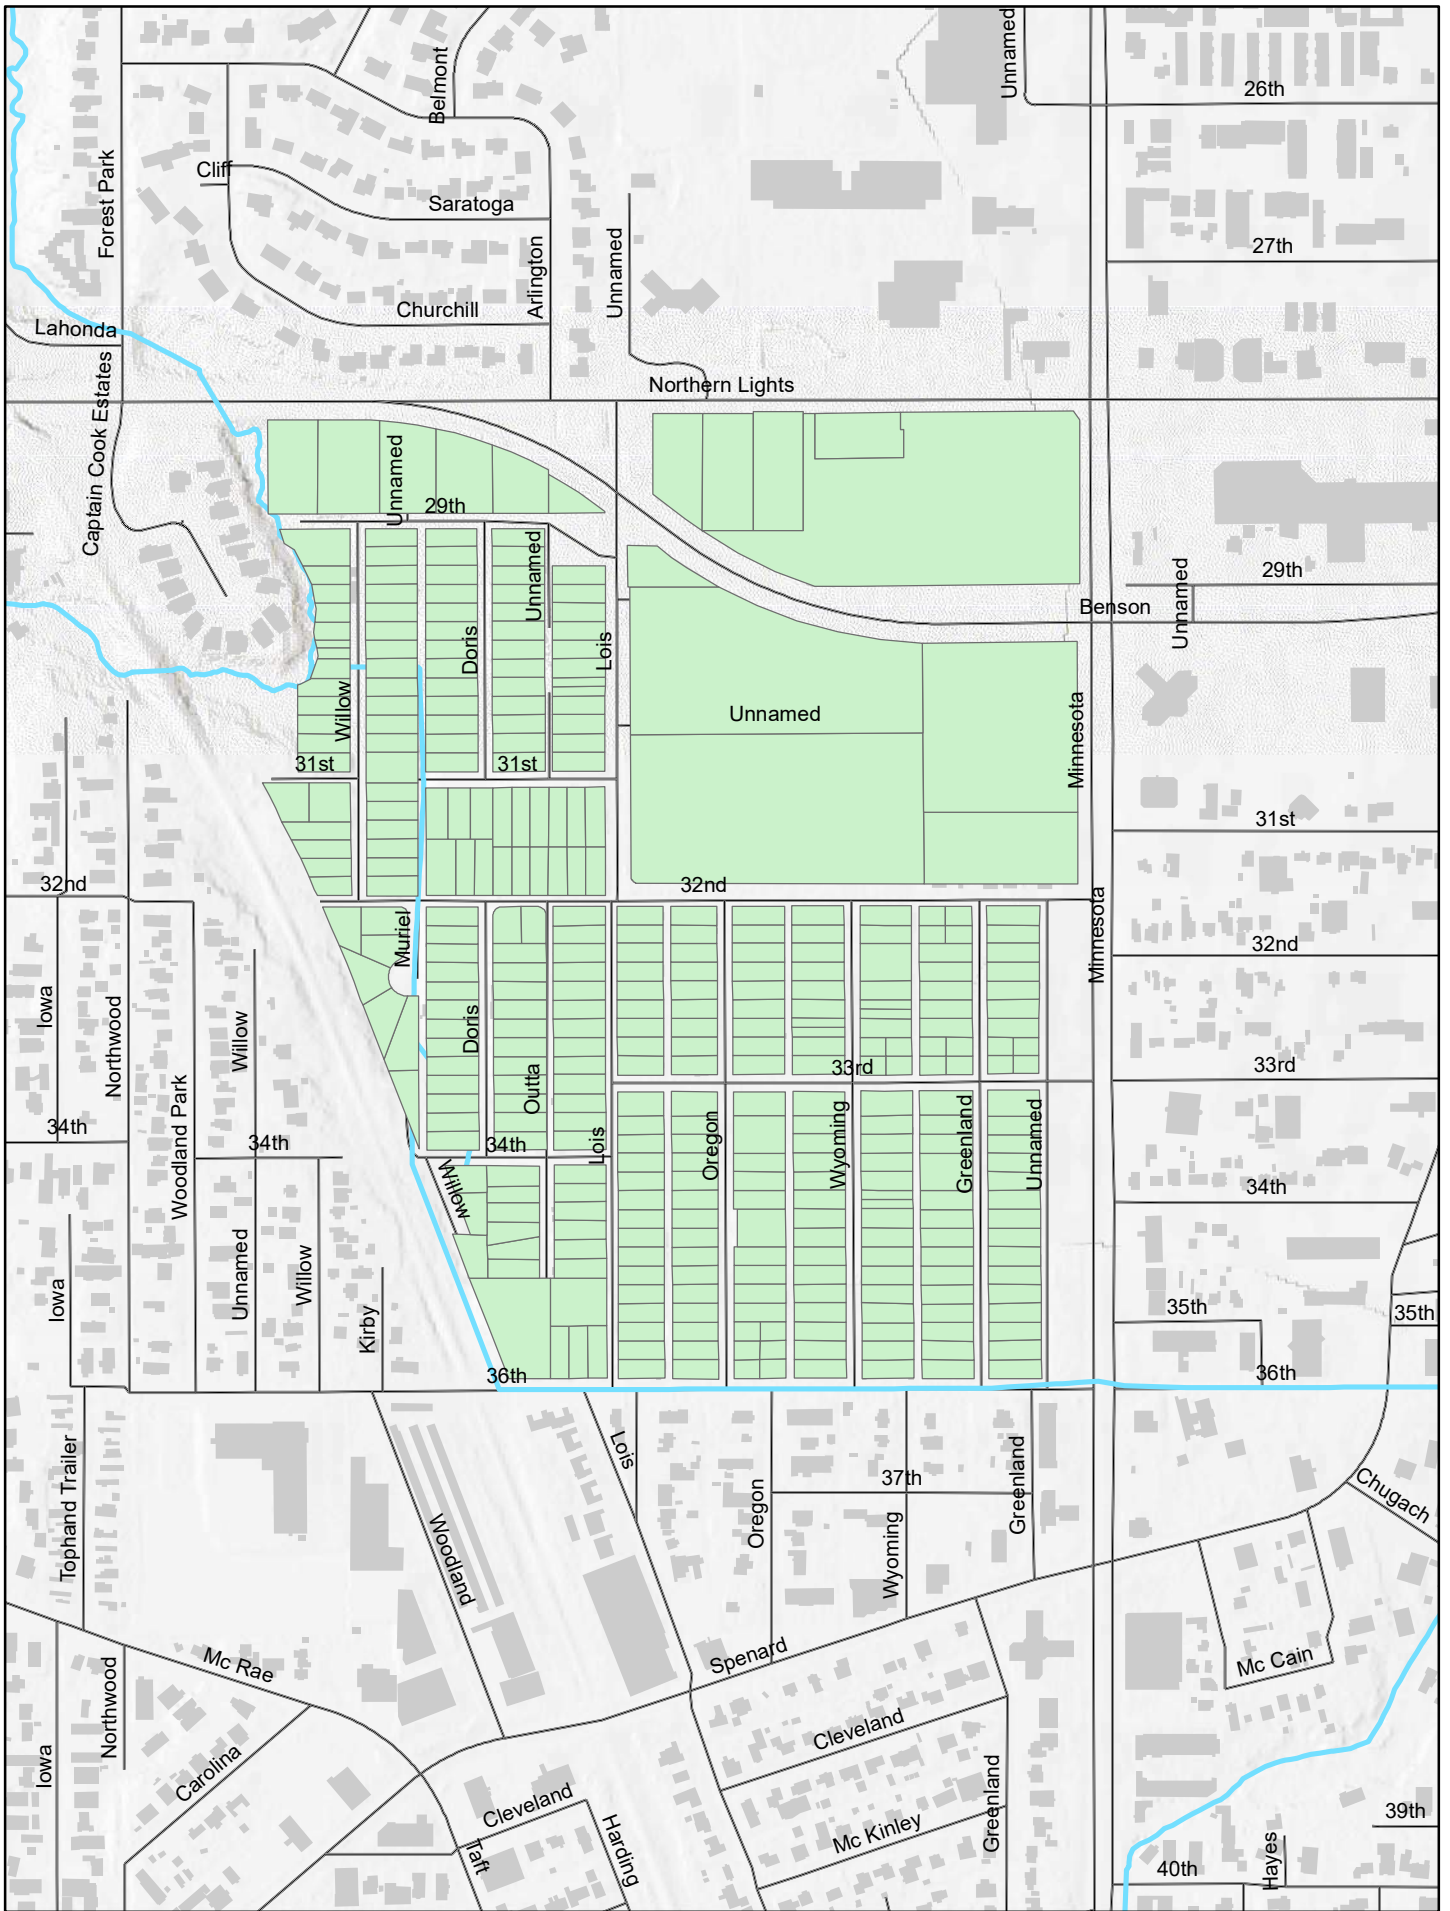 Unnamed
Belmont
26th
Forest Park
Cliff
Saratoga
27th
Arlington
Unnamed
Churchill
Lahonda
Northern Lights
Captain Cook Estates
Unnamed
29th
Unnamed
29th
Unnamed
Benson
Doris
Lois
Willow
Unnamed
Minnesota
31st
31st
31st
32nd
32nd
Muriel
Minnesota
32nd
Iowa
Northwood
Willow
Doris
33rd
33rd
Outta
Woodland Park
34th
34th
34th
Lois
Oregon
Wyoming
Greenland
Unnamed
Willow
34th
Iowa
Unnamed
Willow
Kirby
35th
35th
36th
36th
Tophand Trailer
Lois
37th
Greenland
Oregon
Wyoming
Woodland
Chugach
Mc Rae
Spenard
Mc Cain
Northwood
Iowa
Carolina
Cleveland
Cleveland
Greenland
Mc Kinley
39th
Taft
Harding
40th
Hayes